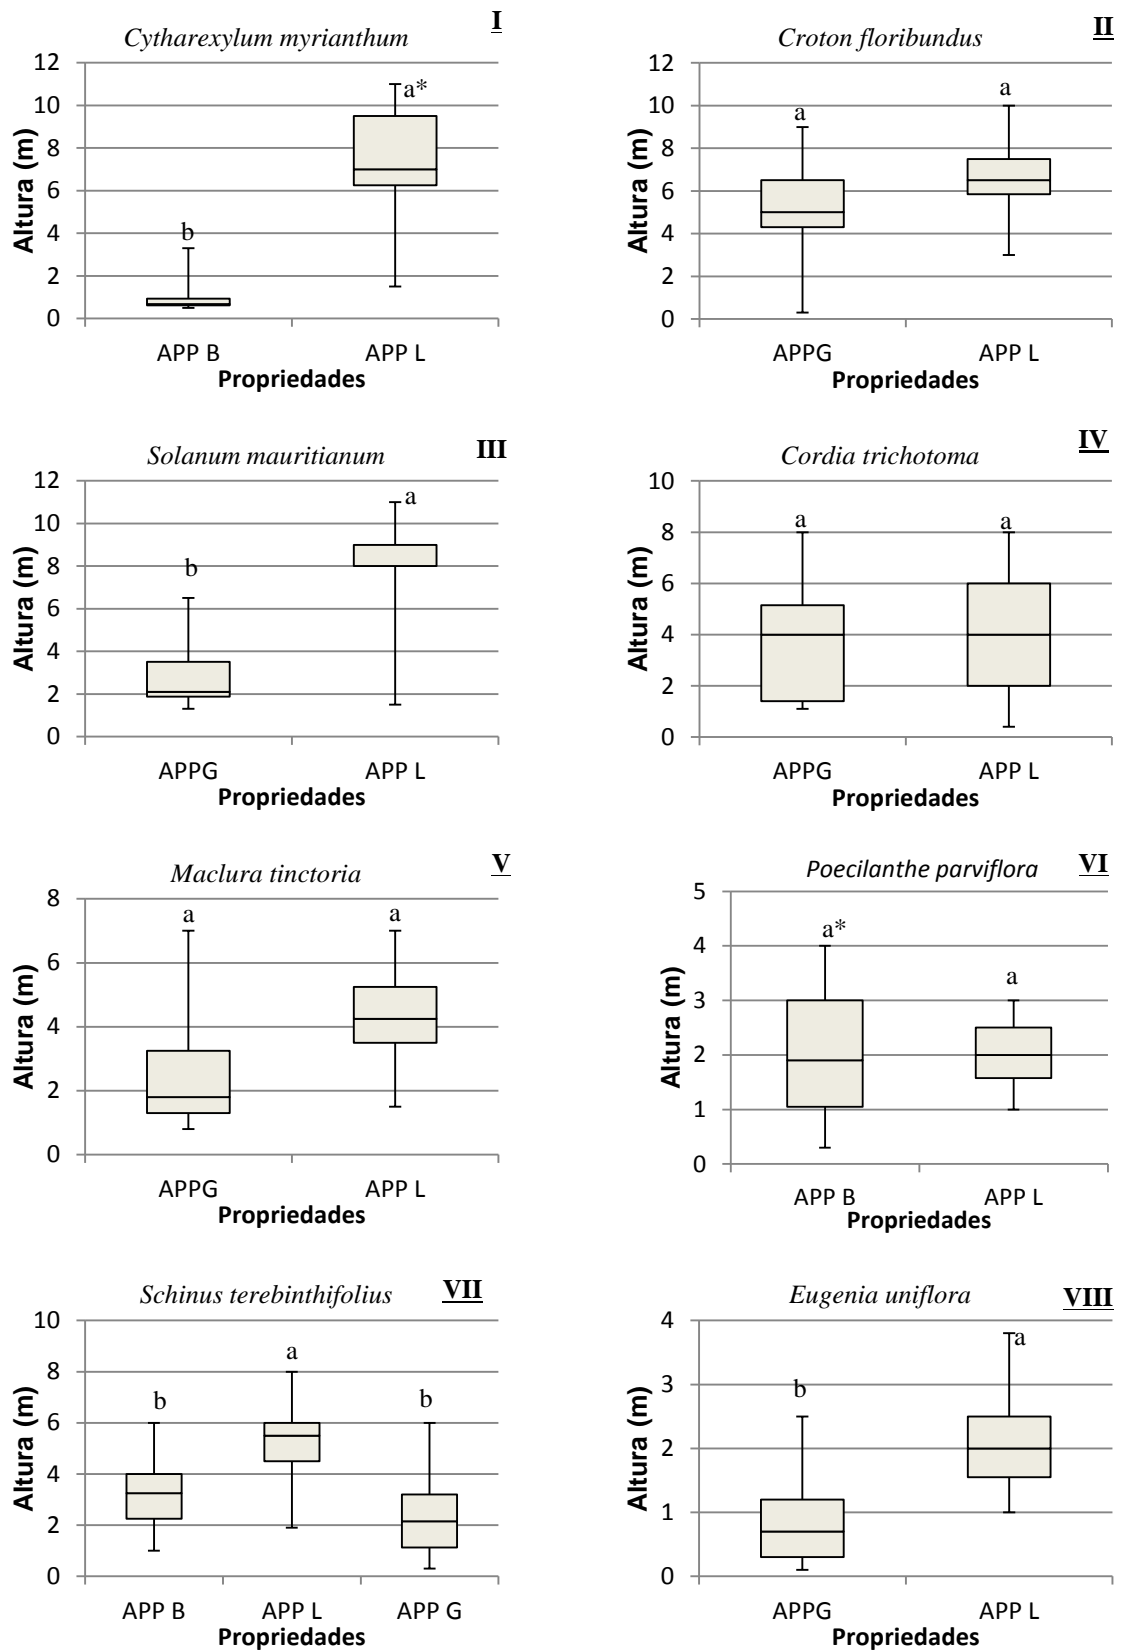 Cytharexylum myrianthum
I
12
10
8
6
4
2
0
Altura (m)
b
a*
APP B
APP L
Propriedades
Croton floribundus
II
12
10
8
6
4
2
0
Altura (m)
a
a
APPG
APP L
Propriedades
Solanum mauritianum
III
12
10
8
6
4
2
0
Altura (m)
b
a
APPG
APP L
Propriedades
Cordia trichotoma
IV
10
8
6
4
2
0
Altura (m)
a
a
APPG
APP L
Propriedades
Maclura tinctoria
V
8
6
4
2
0
Altura (m)
a
a
APPG
APP L
Propriedades
Poecilanthe parviflora
VI
5
4
3
2
1
0
Altura (m)
a*
a
APP B
APP L
Propriedades
Schinus terebinthifolius
VII
10
8
6
4
2
0
Altura (m)
b
a
b
APP B
APP L
APP G
Propriedades
Eugenia uniflora
VIII
4
3
2
1
0
Altura (m)
b
a
APPG
APP L
Propriedades